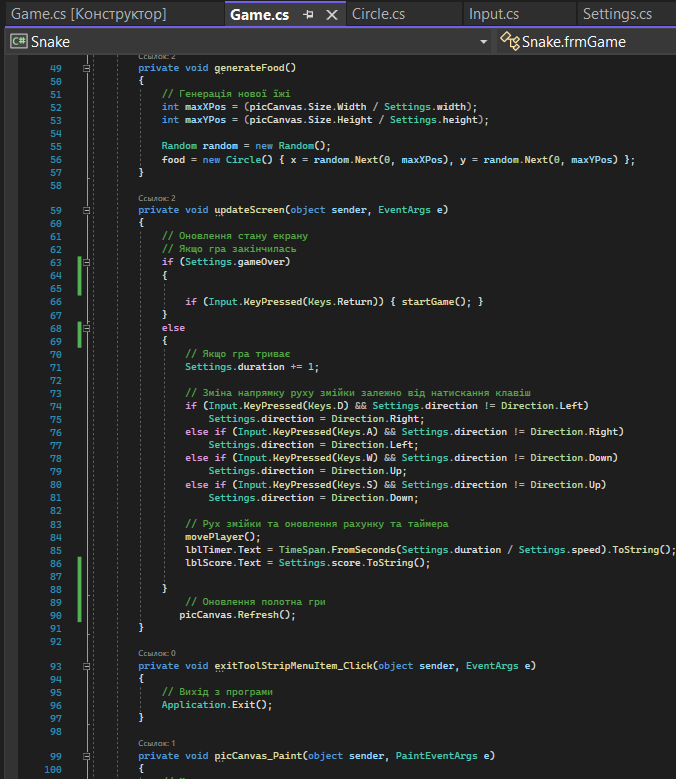 Game.cs [Конструктор]
Game.cs
Circle.cs
Input.cs
Settings.cs
C# Snake
Snake.frmGame
Ссылок: 2
49 private void generateFood()
50 {
51 // Генерація нової їжі
52 int maxXPos = (picCanvas.Size.Width / Settings.width);
53 int maxYPos = (picCanvas.Size.Height / Settings.height);
54
55 Random random = new Random();
56 food = new Circle() { x = random.Next(0, maxXPos), y = random.Next(0, maxYPos) };
57 }
58
Ссылок: 2
59 private void updateScreen(object sender, EventArgs e)
60 {
61 // Оновлення стану екрану
62 // Якщо гра закінчилась
63 if (Settings.gameOver)
64 {
65
66 if (Input.KeyPressed(Keys.Return)) { startGame(); }
67 }
68 else
69 {
70 // Якщо гра триває
71 Settings.duration += 1;
72
73 // Зміна напрямку руху змійки залежно від натискання клавіш
74 if (Input.KeyPressed(Keys.D) && Settings.direction != Direction.Left)
75 Settings.direction = Direction.Right;
76 else if (Input.KeyPressed(Keys.A) && Settings.direction != Direction.Right)
77 Settings.direction = Direction.Left;
78 else if (Input.KeyPressed(Keys.W) && Settings.direction != Direction.Down)
79 Settings.direction = Direction.Up;
80 else if (Input.KeyPressed(Keys.S) && Settings.direction != Direction.Up)
81 Settings.direction = Direction.Down;
82
83 // Рух змійки та оновлення рахунку та таймера
84 movePlayer();
85 lblTimer.Text = TimeSpan.FromSeconds(Settings.duration / Settings.speed).ToString();
86 lblScore.Text = Settings.score.ToString();
87
88 }
89 // Оновлення полотна гри
90 picCanvas.Refresh();
91 }
92
Ссылок: 0
93 private void exitToolStripMenuItem_Click(object sender, EventArgs e)
94 {
95 // Вихід з програми
96 Application.Exit();
97 }
98
Ссылок: 1
99 private void picCanvas_Paint(object sender, PaintEventArgs e)
100 {